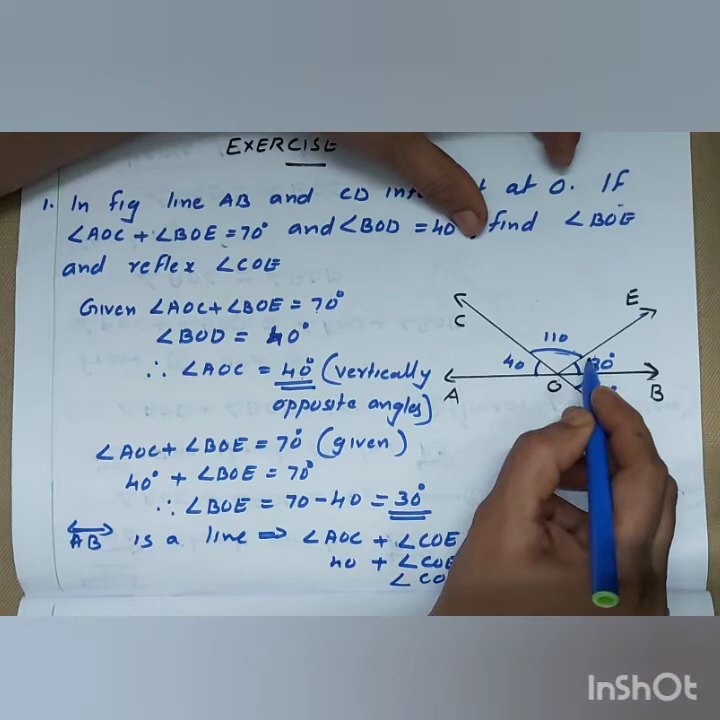 EXERCISE
1. In fig line AB and CD at O. If
∠AOC + ∠BOE = 70° and ∠BOD = 40 find ∠BOE
and reflex ∠COE
Given ∠AOC + ∠BOE = 70°
∠BOD = 40°
∴ ∠AOC = 40° (vertically
opposite angles)
∠AOC + ∠BOE = 70° (given)
40° + ∠BOE = 70°
∴ ∠BOE = 70 - 40 = 30°
AB is a line ⇒ ∠AOC + ∠COE
40 + ∠COE
C
E
110
40
30°
A
O
B
InShOt